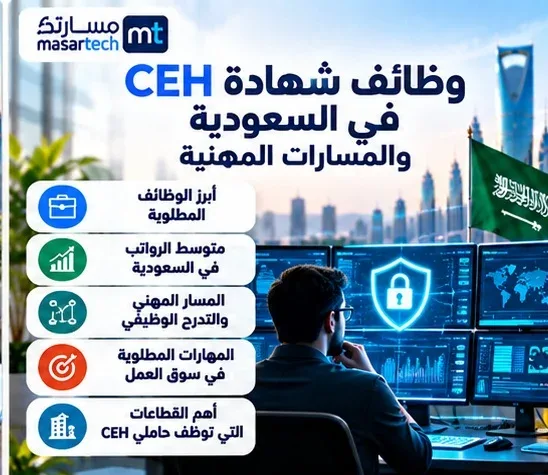 مسارتك
masartech
mt
وظائف شهادة CEH
في السعودية
والمسارات المهنية
أبرز الوظائف
المطلوبة
متوسط الرواتب
في السعودية
المسار المهني
والتدرج الوظيفي
المهارات المطلوبة
في سوق العمل
أهم القطاعات
التي توظف حاملي CEH